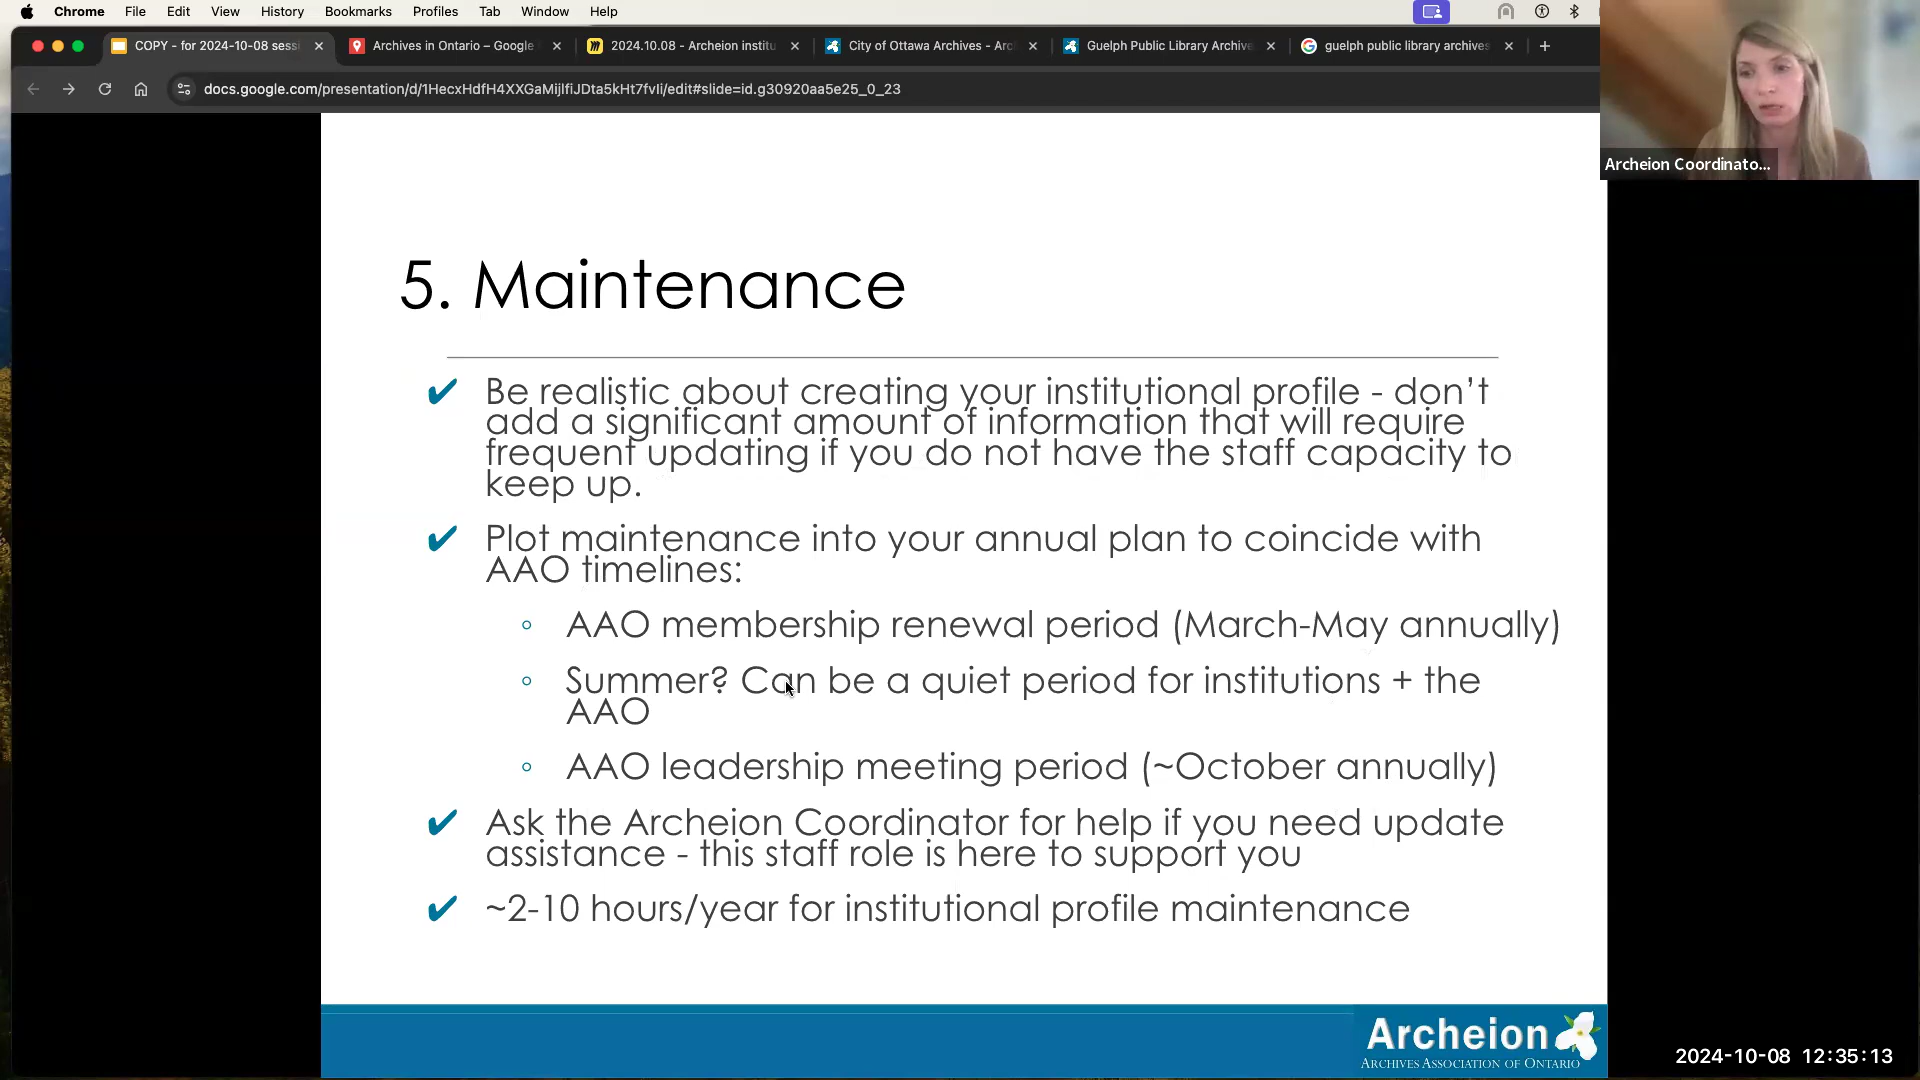 Chrome File Edit View History Bookmarks Profiles Tab Window Help
COPY - for 2024-10-08 sessi
Archives in Ontario – Google
2024.10.08 - Archeion institu
City of Ottawa Archives - Arc
Guelph Public Library Archive
guelph public library archives
docs.google.com/presentation/d/1HecxHdfH4XXGaMijlfiJDta5kHt7fvIi/edit#slide=id.g30920aa5e25_0_23
Archeion Coordinato...
5. Maintenance
✔ Be realistic about creating your institutional profile - don’t
add a significant amount of information that will require
frequent updating if you do not have the staff capacity to
keep up.
✔ Plot maintenance into your annual plan to coincide with
AAO timelines:
◦ AAO membership renewal period (March-May annually)
◦ Summer? Can be a quiet period for institutions + the
AAO
◦ AAO leadership meeting period (~October annually)
✔ Ask the Archeion Coordinator for help if you need update
assistance - this staff role is here to support you
✔ ~2-10 hours/year for institutional profile maintenance
Archeion
ARCHIVES ASSOCIATION OF ONTARIO
2024-10-08 12:35:13